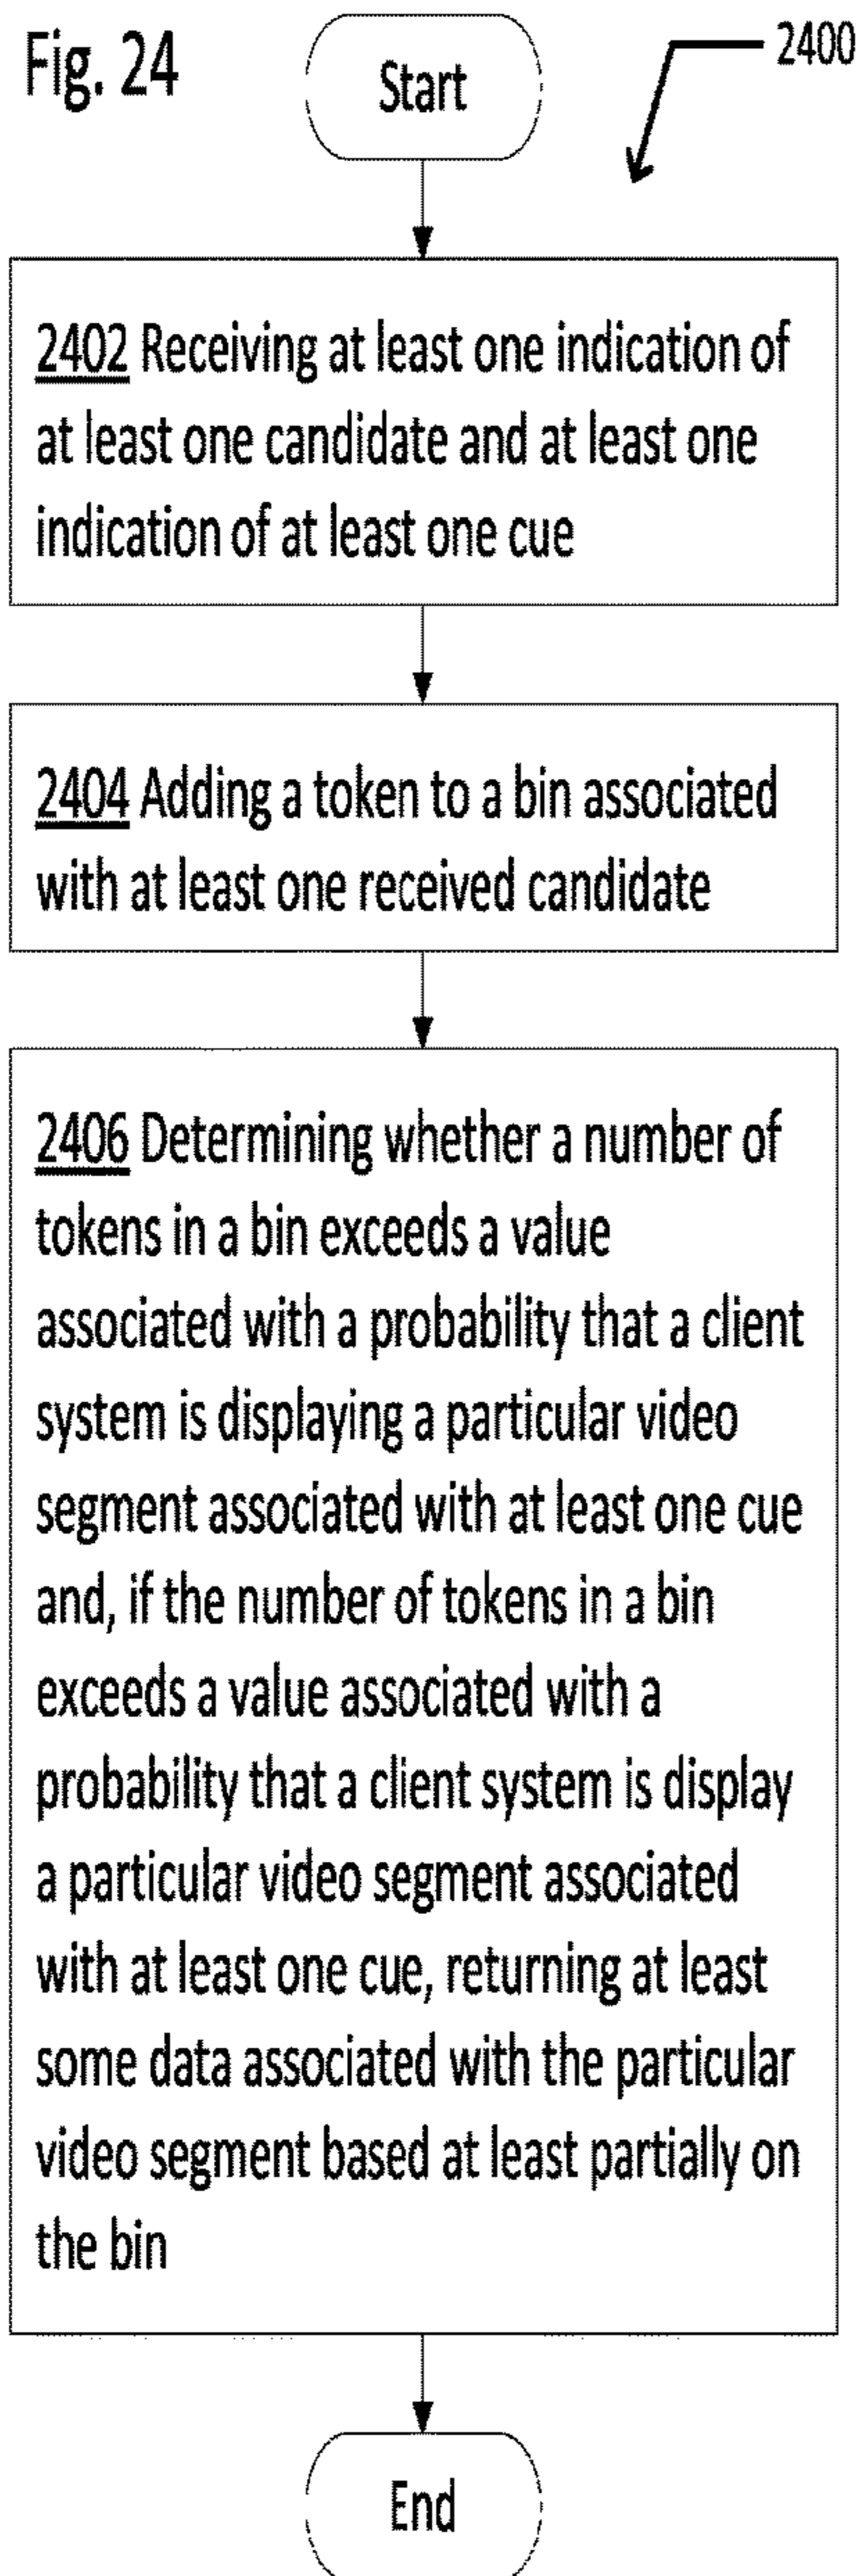 Fig. 24
Start
2400
2402 Receiving at least one indication of
at least one candidate and at least one
indication of at least one cue
2404 Adding a token to a bin associated
with at least one received candidate
2406 Determining whether a number of
tokens in a bin exceeds a value
associated with a probability that a client
system is displaying a particular video
segment associated with at least one cue
and, if the number of tokens in a bin
exceeds a value associated with a
probability that a client system is display
a particular video segment associated
with at least one cue, returning at least
some data associated with the particular
video segment based at least partially on
the bin
End